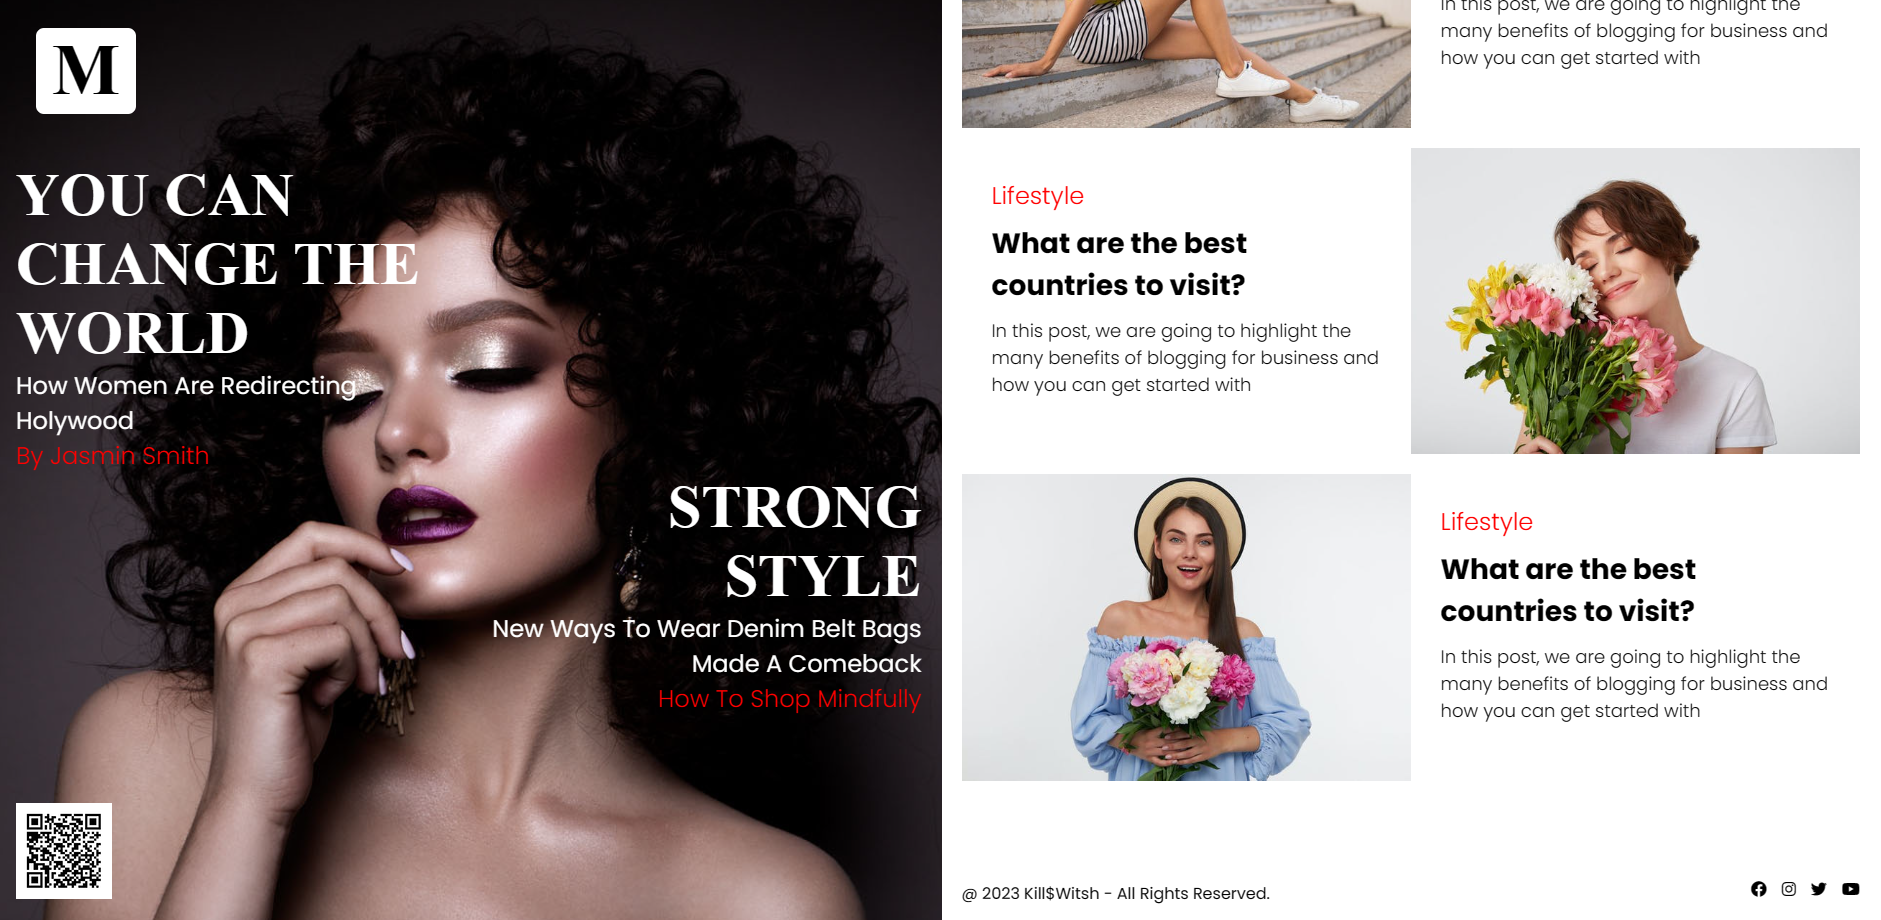 M
YOU CAN
CHANGE THE
WORLD
How Women Are Redirecting
Holywood
By Jasmin Smith
STRONG
STYLE
New Ways To Wear Denim Belt Bags
Made A Comeback
How To Shop Mindfully
In this post, we are going to highlight the
many benefits of blogging for business and
how you can get started with
Lifestyle
What are the best
countries to visit?
In this post, we are going to highlight the
many benefits of blogging for business and
how you can get started with
Lifestyle
What are the best
countries to visit?
In this post, we are going to highlight the
many benefits of blogging for business and
how you can get started with
@ 2023 Kill$Witsh - All Rights Reserved.